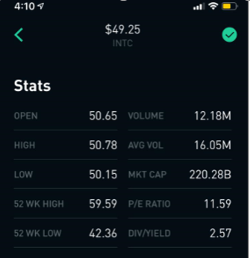 4:10
$49.25
INTC
Stats
OPEN 50.65 VOLUME 12.18M
HIGH 50.78 AVG VOL 16.05M
LOW 50.15 MKT CAP 220.28B
52 WK HIGH 59.59 P/E RATIO 11.59
52 WK LOW 42.36 DIV/YIELD 2.57